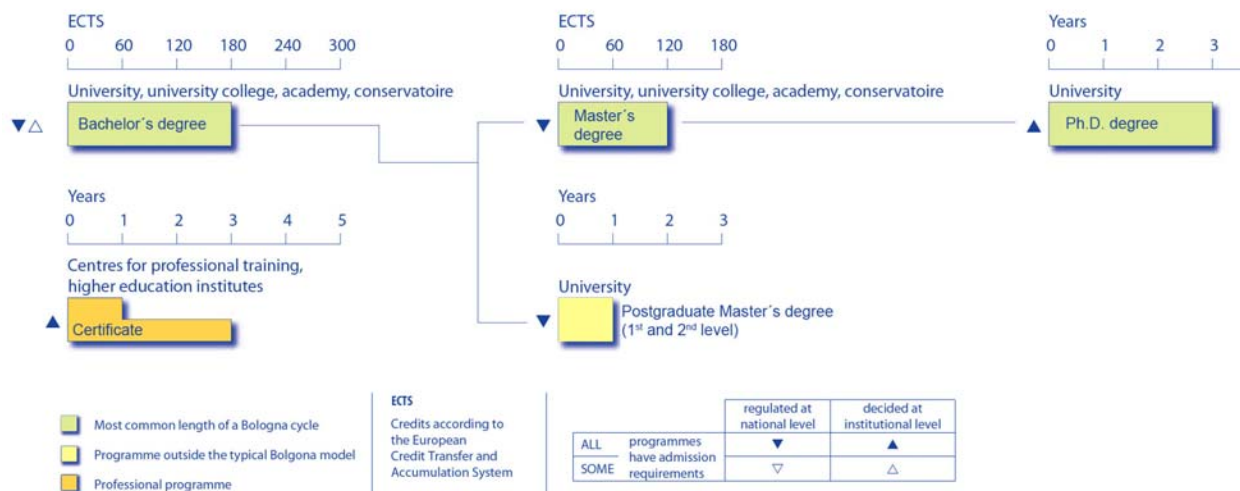 ECTS
0 60 120 180 240 300
ECTS
0 60 120 180
Years
0 1 2 3
University, university college, academy, conservatoire
University, university college, academy, conservatoire
University
▼△
Bachelor´s degree
▼
Master´s
degree
▲
Ph.D. degree
Years
0 1 2 3 4 5
Years
0 1 2 3
Centres for professional training,
higher education institutes
University
▲
Certificate
▼
Postgraduate Master´s degree
(1st and 2nd level)
Most common length of a Bologna cycle
Programme outside the typical Bolgona model
Professional programme
ECTS
Credits according to
the European
Credit Transfer and
Accumulation System
regulated at
national level
decided at
institutional level
ALL
SOME
programmes
have admission
requirements
▼ ▲
▽ △